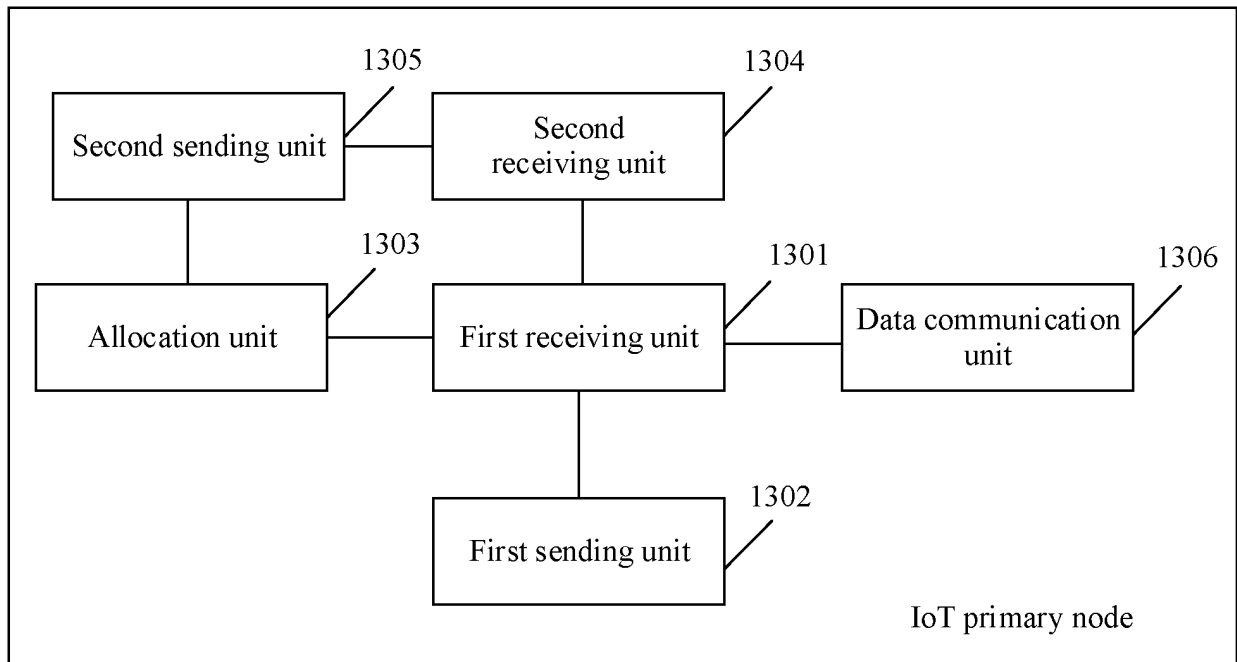 1305
1304
Second sending unit
Second
receiving unit
1303
1301
1306
Allocation unit
First receiving unit
Data communication
unit
1302
First sending unit
IoT primary node